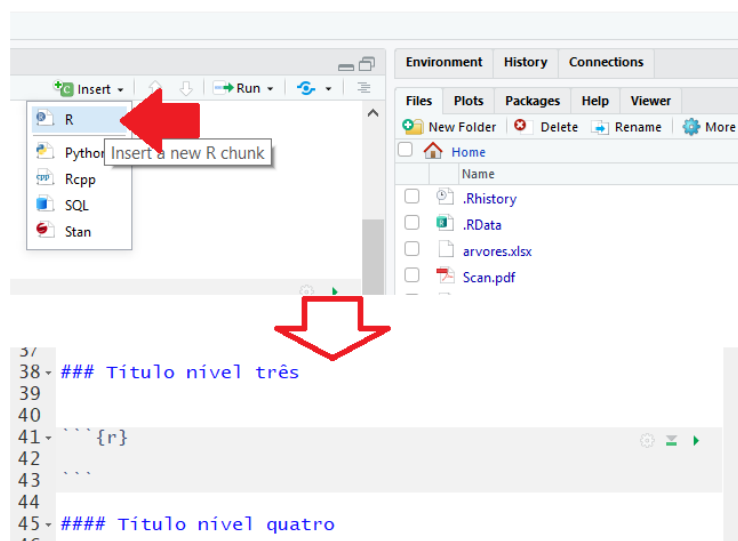 Environment History Connections
Insert Run
Files Plots Packages Help Viewer
R
New Folder Delete Rename More
Insert a new R chunk
Home
Rcpp
Name
SQL
.Rhistory
Stan
.RData
arvores.xlsx
Scan.pdf
37
38 ### Título nível três
39
40
41 ```{r}
42
43 ```
44
45 #### Título nível quatro